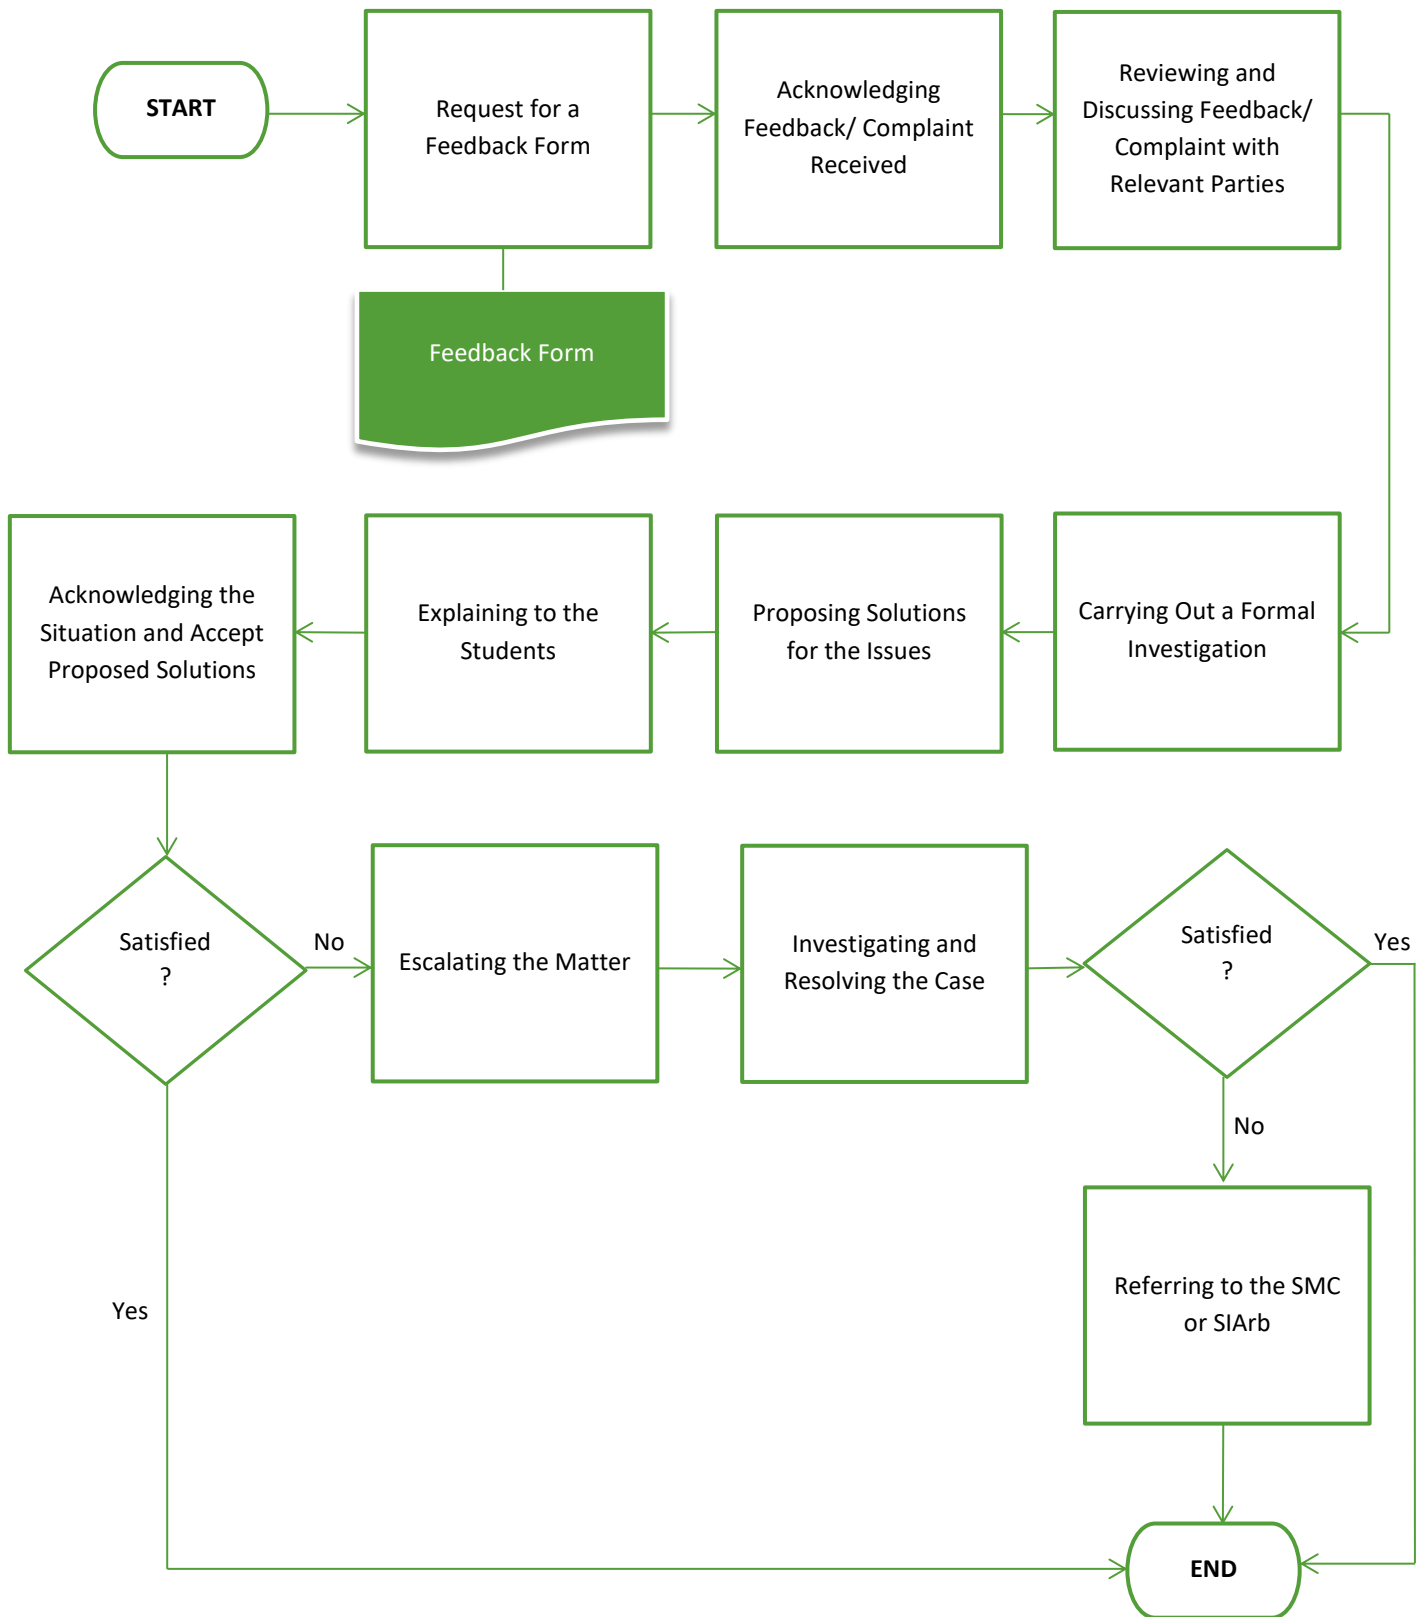 START
Request for a
Feedback Form
Acknowledging
Feedback/ Complaint
Received
Reviewing and
Discussing Feedback/
Complaint with
Relevant Parties
Feedback Form
Acknowledging the
Situation and Accept
Proposed Solutions
Explaining to the
Students
Proposing Solutions
for the Issues
Carrying Out a Formal
Investigation
Satisfied
?
No
Escalating the Matter
Investigating and
Resolving the Case
Satisfied
?
Yes
No
Yes
Referring to the SMC
or SIArb
END